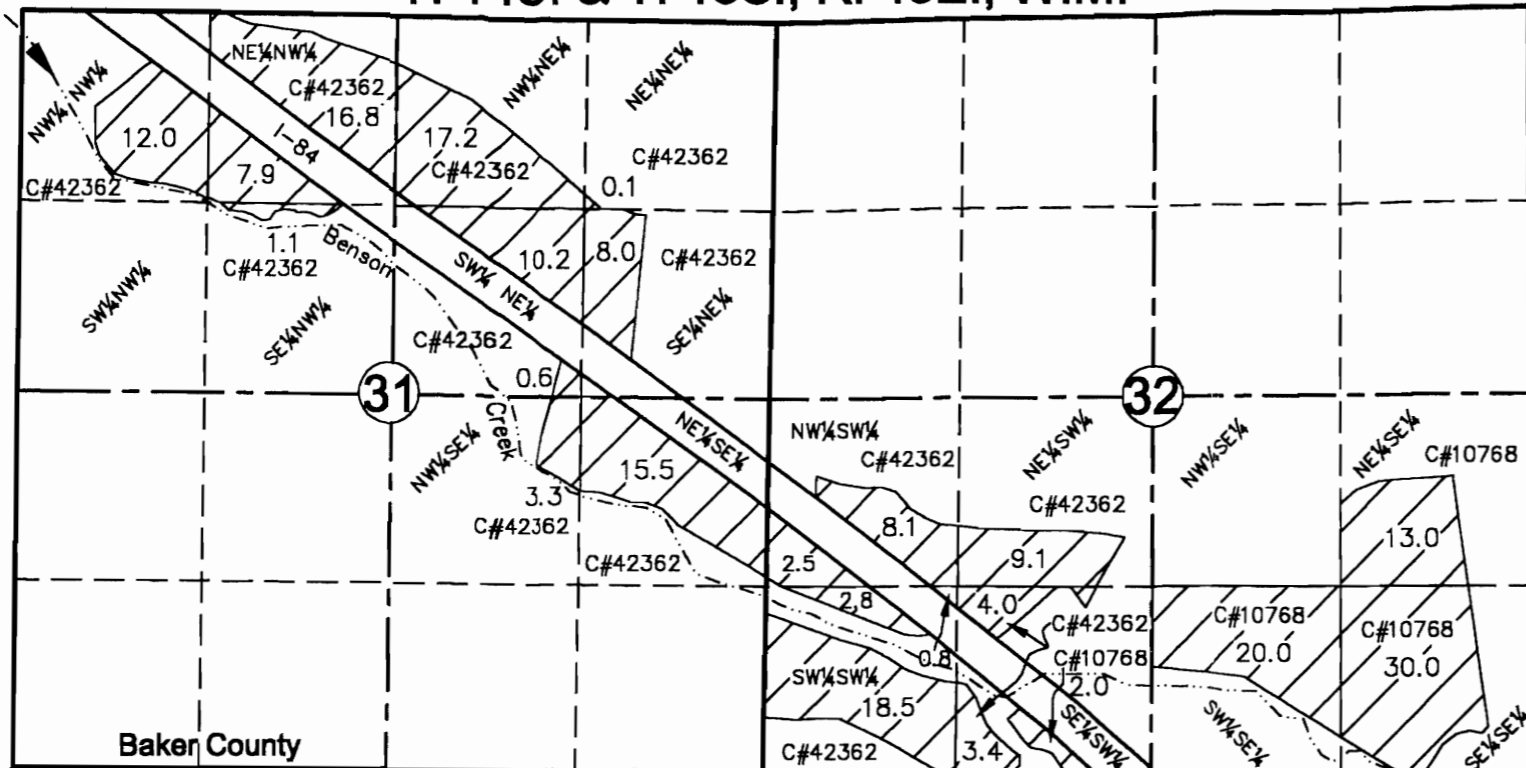 NE¼NW¼
NW¼NE¼
NE¼NE¼
NW¼ NW¼
C#42362
16.8
I-84
12.0
17.2
C#42362
C#42362
7.9
0.1
C#42362
1.1
Benson
C#42362
SW¼ NE¼
10.2
8.0
C#42362
SW¼NW¼
SE¼NW¼
SE¼NE¼
C#42362
0.6
31
Creek
32
NE¼SE¼
NW¼SW¼
C#42362
NE¼SW¼
NW¼SE¼
NE¼SE¼
C#10768
NW¼SE¼
15.5
3.3
C#42362
C#42362
8.1
13.0
C#42362
2.5
9.1
2,8
4.0
C#42362
C#10768
20.0
C#10768
30.0
0.8
C#10768
2.0
SW¼SW¼
18.5
SE¼SW¼
SW¼SE¼
SE¼SE¼
Baker County
C#42362
3.4